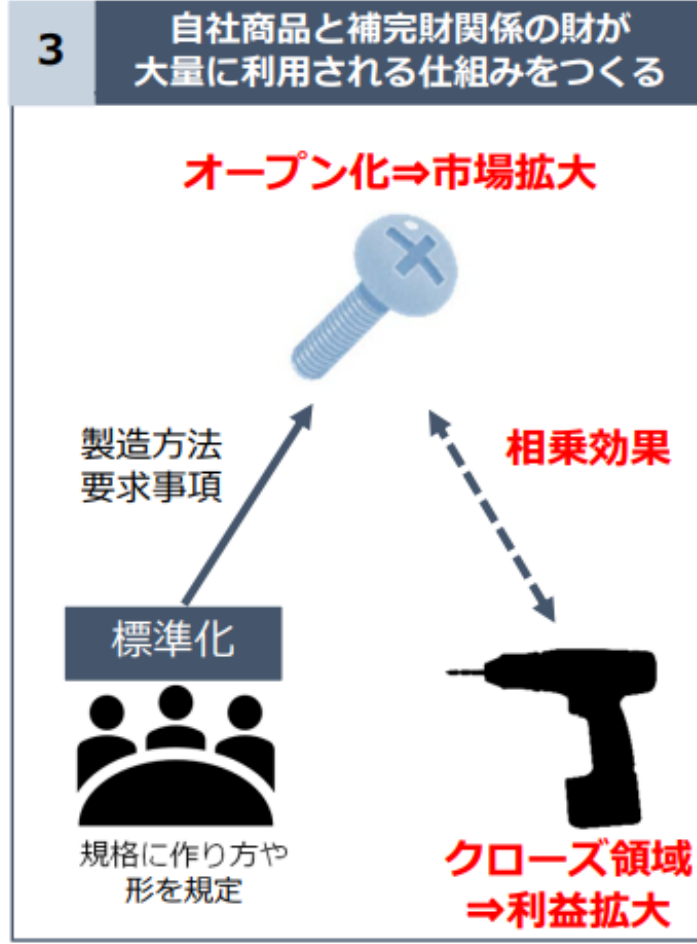 3
自社商品と補完財関係の財が
大量に利用される仕組みをつくる
オープン化⇒市場拡大
製造方法
要求事項
相乗効果
標準化
規格に作り方や
形を規定
クローズ領域
⇒利益拡大